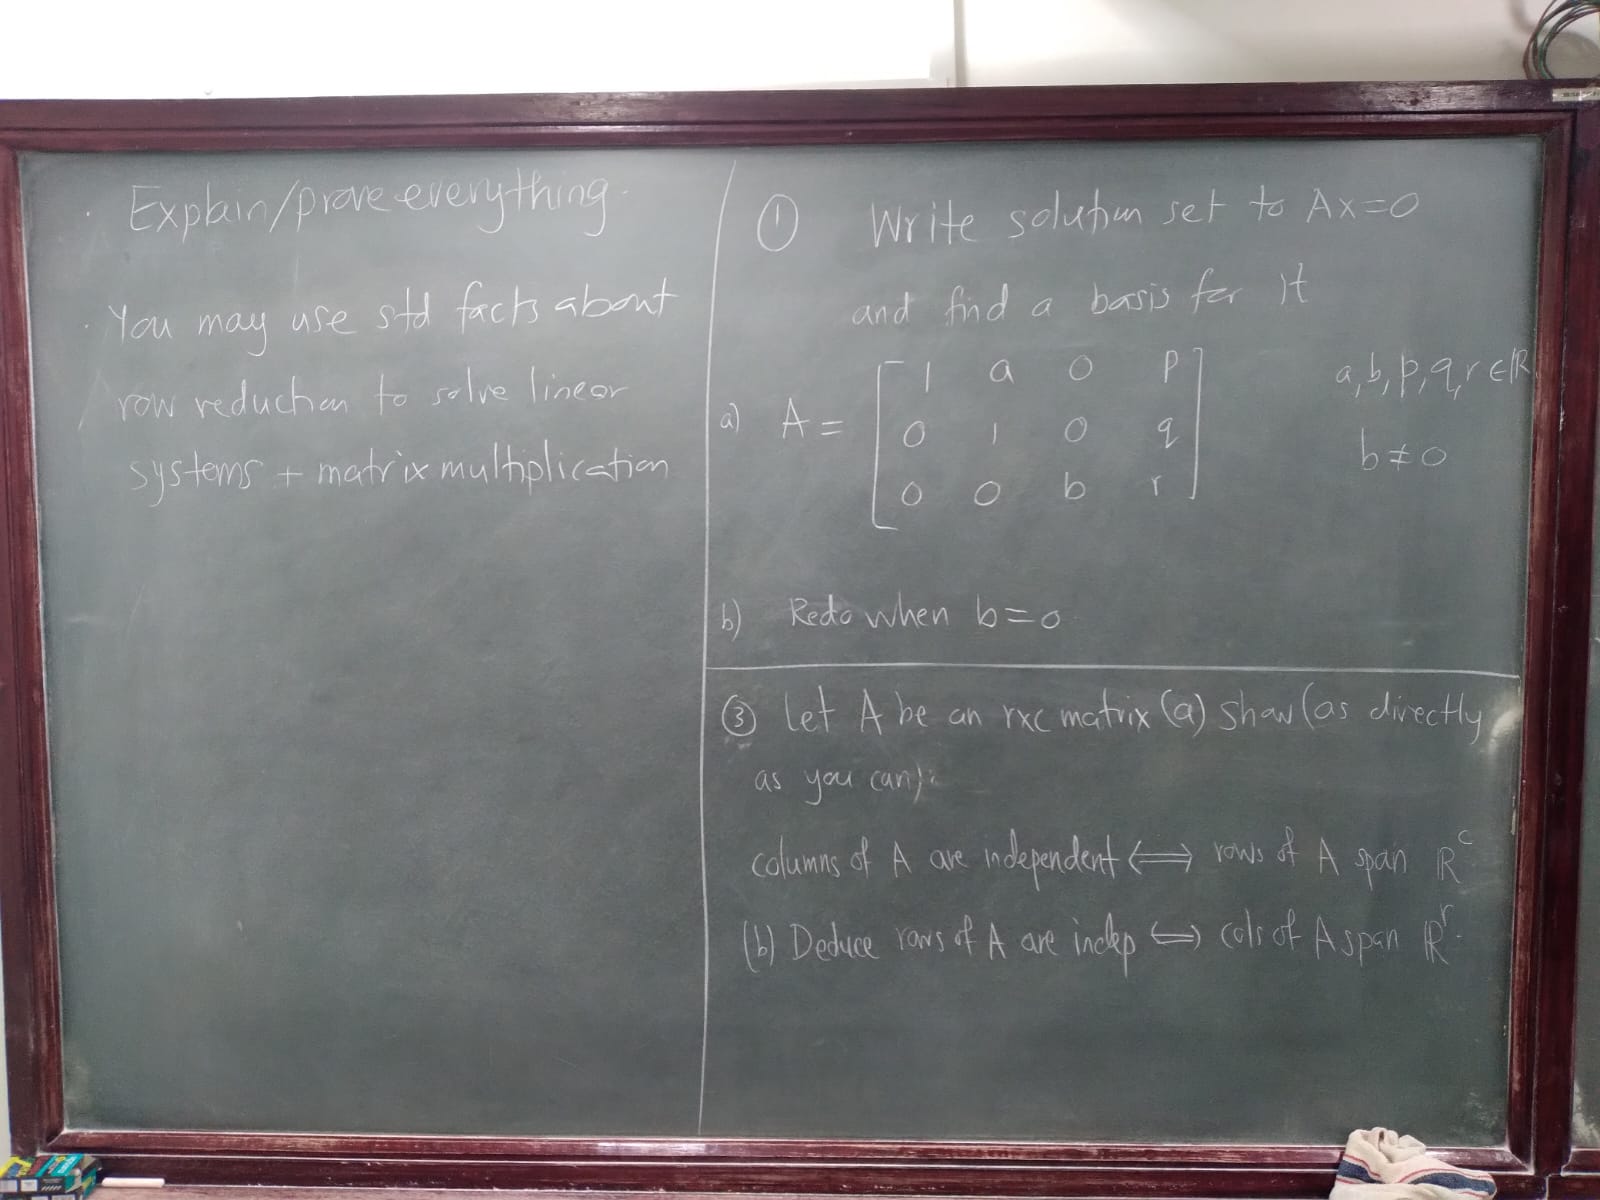 · Explain/prove everything.
· You may use std facts about
row reduction to solve linear
systems + matrix multiplication
① Write solution set to Ax=0
and find a basis for it
a) A = [ 1 a 0 p
0 1 0 q
0 0 b r ]
a,b,p,q,r∈ℝ
b≠0
b) Redo when b=0
③ Let A be an rxc matrix (a) Show (as directly
as you can):
columns of A are independent ⟺ rows of A span ℝ^c
(b) Deduce rows of A are indep ⟺ cols of A span ℝ^r.